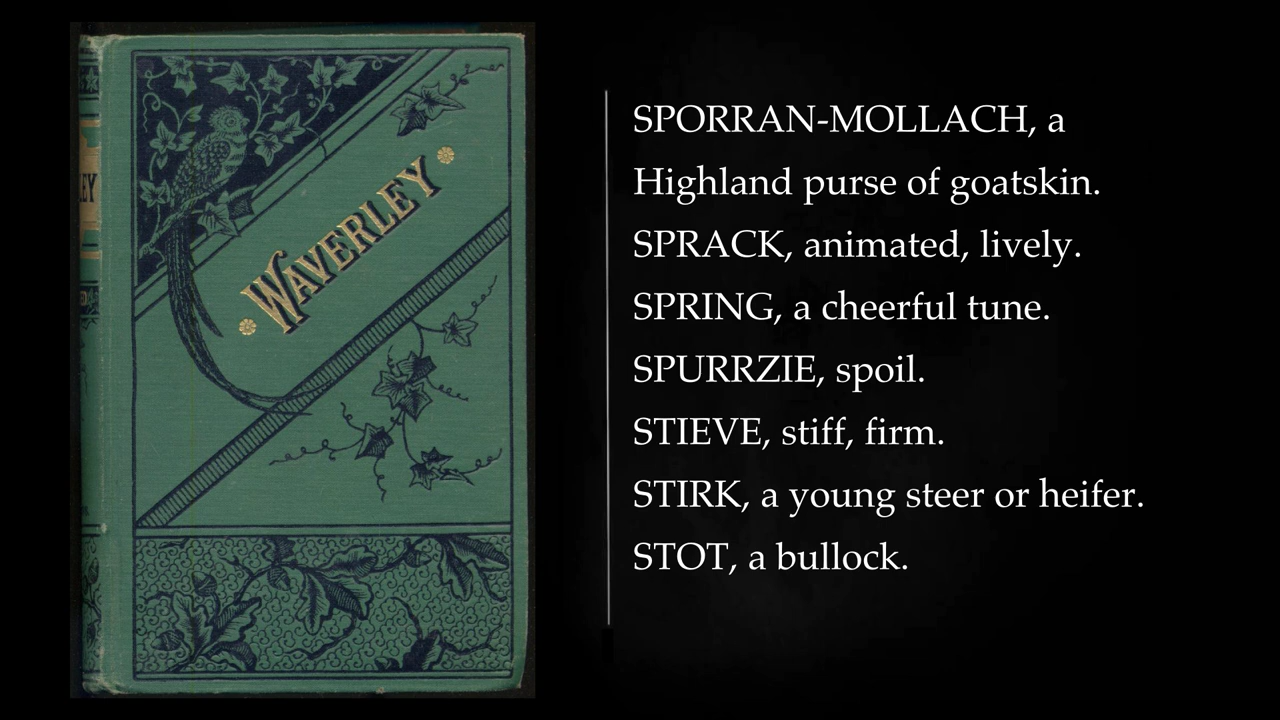 WAVERLEY
SPORRAN-MOLLACH, a
Highland purse of goatskin.
SPRACK, animated, lively.
SPRING, a cheerful tune.
SPURRZIE, spoil.
STIEVE, stiff, firm.
STIRK, a young steer or heifer.
STOT, a bullock.